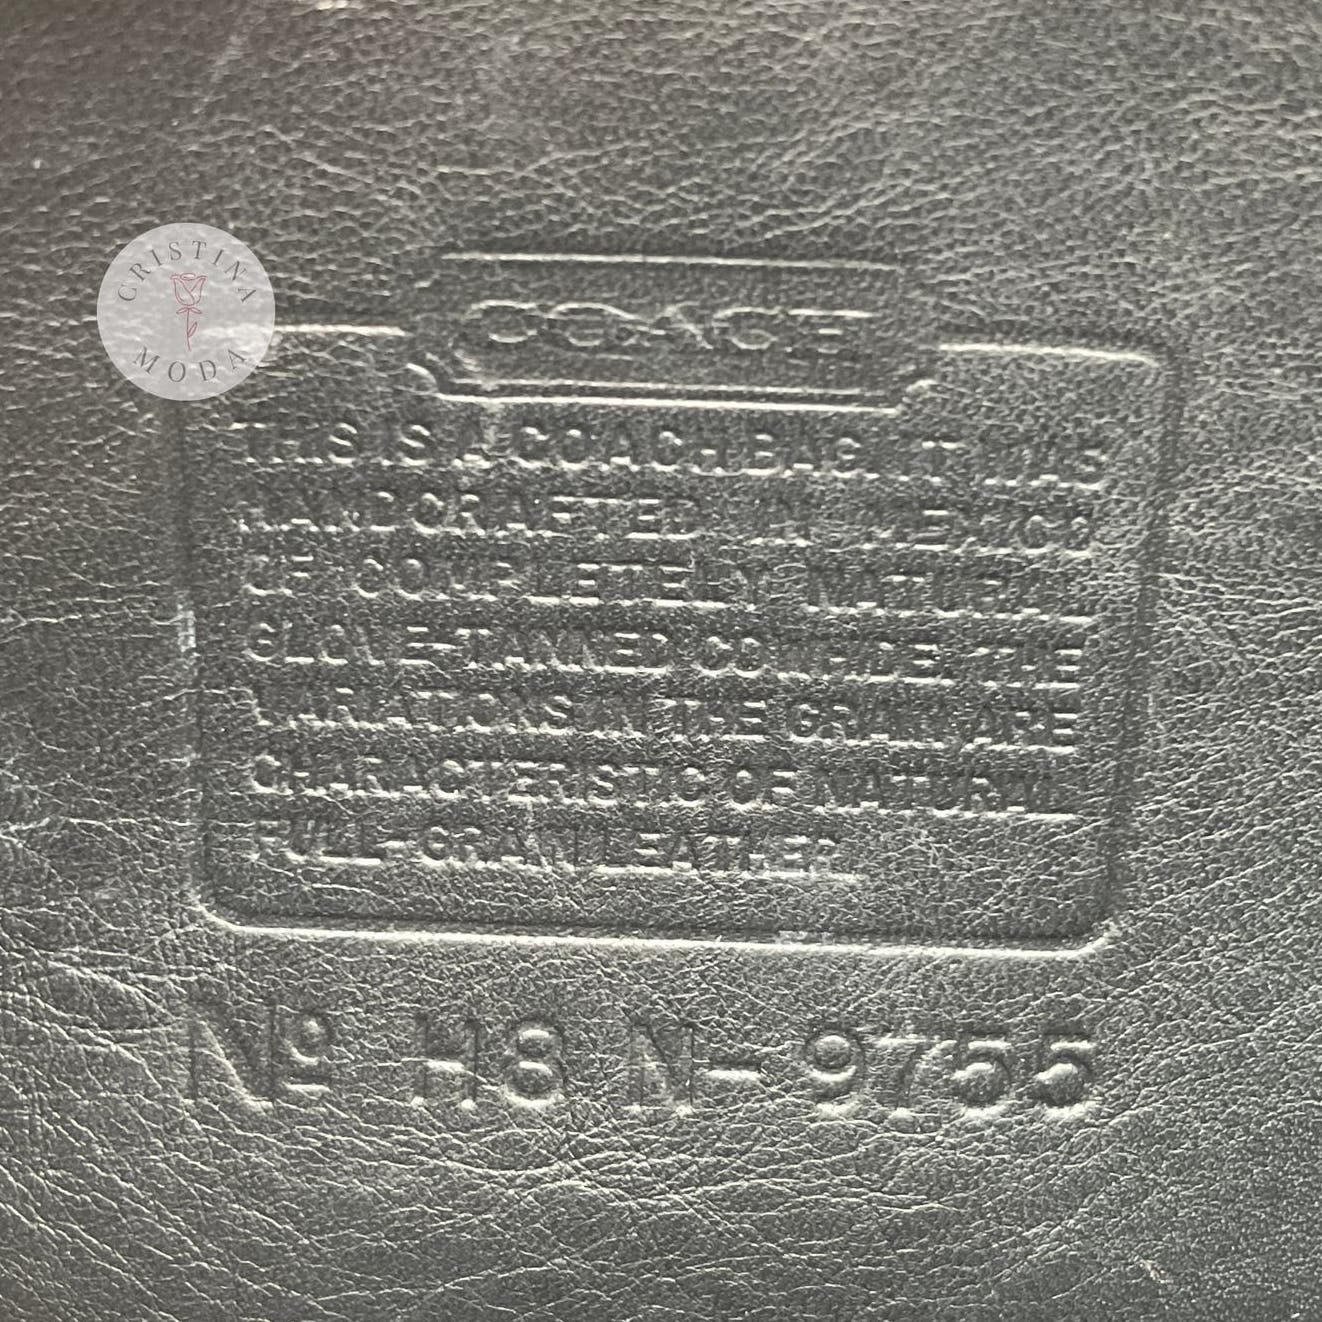 CRISTINA
MODA
COACH
THIS IS A COACH BAG. IT WAS
HANDCRAFTED IN MEXICO
OF COMPLETELY NATURAL
GLOVE-TANNED COWHIDE. THE
VARIATIONS IN THE GRAIN ARE
CHARACTERISTIC OF NATURAL
FULL-GRAIN LEATHER.
Nº H8N-9755